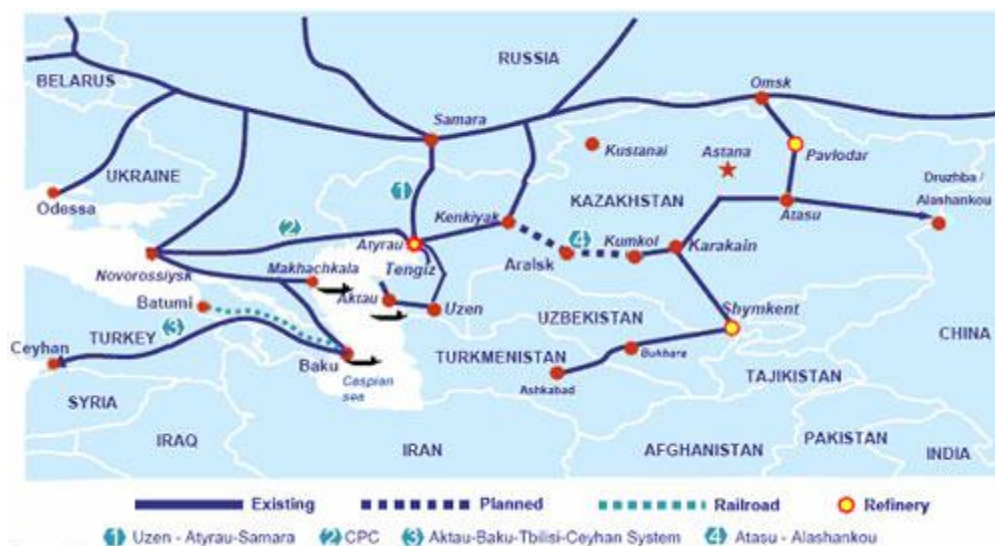 RUSSIA
BELARUS
Omsk
Samara
Kustanai
Astana
Pavlodar
UKRAINE
Druzhba /
Alashankou
Odessa
1
KAZAKHSTAN
Kenkiyak
Atasu
2
Atyrau
4
Kumkol
Karakain
Novorossiysk
Makhachkala
Tengiz
Aralsk
Batumi
Aktau
Uzen
Shymkent
UZBEKISTAN
TURKEY
3
CHINA
Ceyhan
Baku
TURKMENISTAN
Bukhara
Caspian
sea
Ashkabad
TAJIKISTAN
SYRIA
IRAQ
IRAN
AFGHANISTAN
PAKISTAN
INDIA
Existing Planned Railroad Refinery
1 Uzen - Atyrau-Samara 2 CPC 3 Aktau-Baku-Tbilisi-Ceyhan System 4 Atasu - Alashankou